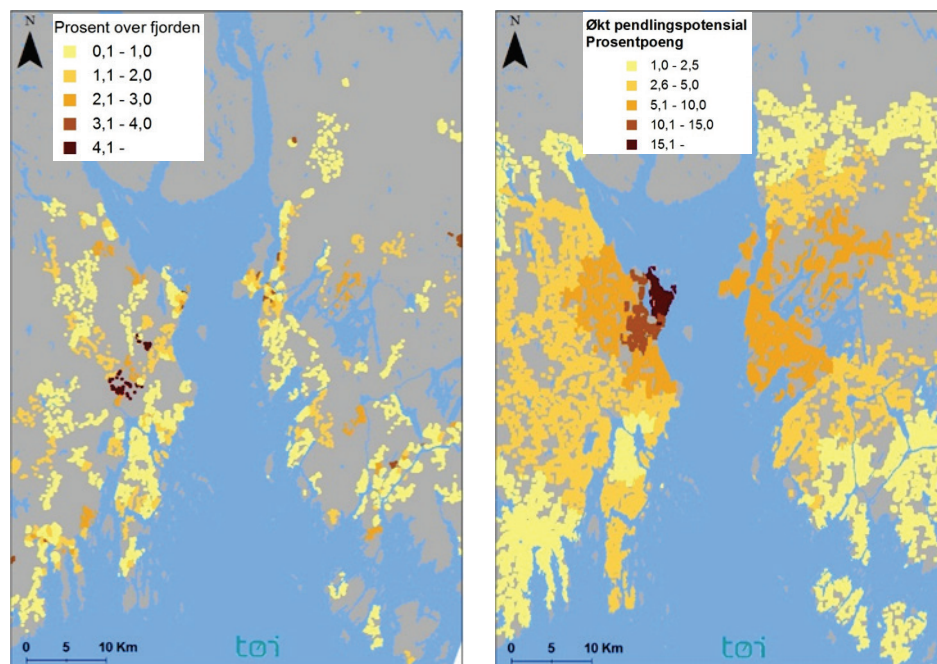 N
Prosent over fjorden
0,1 - 1,0
1,1 - 2,0
2,1 - 3,0
3,1 - 4,0
4,1 -
0 5 10 Km
tøi
N
Økt pendlingspotensial
Prosentpoeng
1,0 - 2,5
2,6 - 5,0
5,1 - 10,0
10,1 - 15,0
15,1 -
0 5 10 Km
tøi